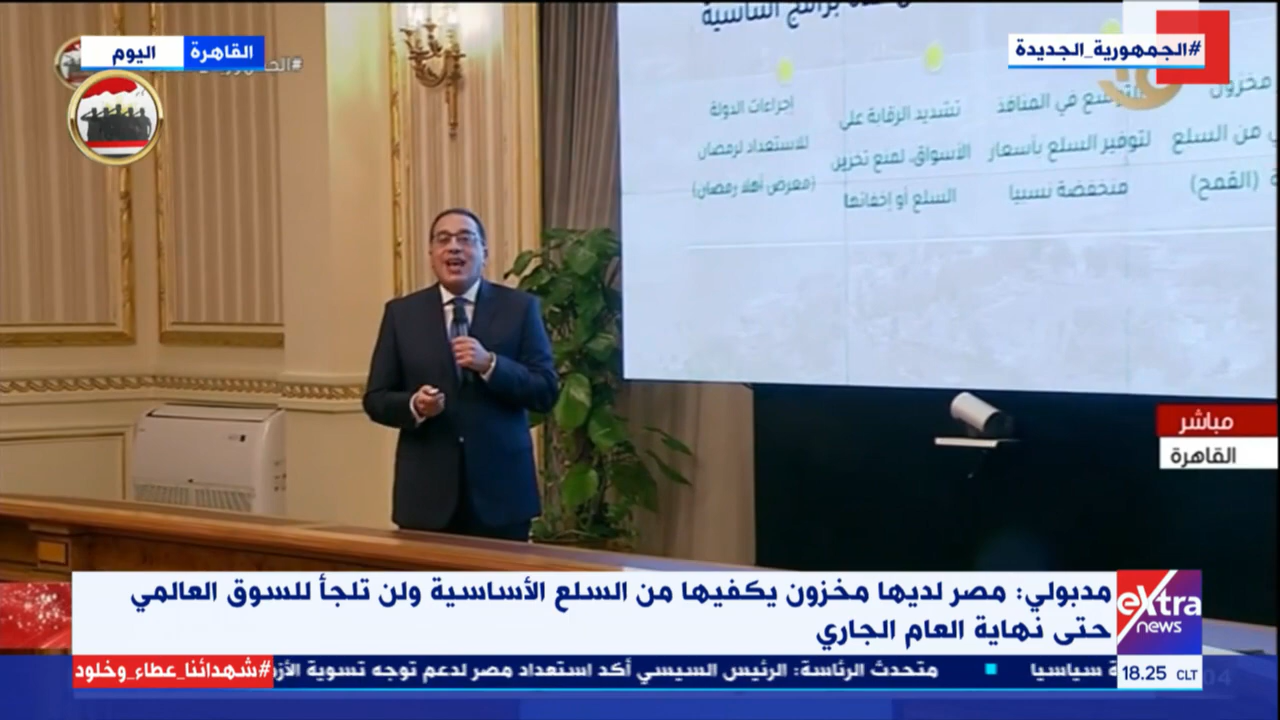 القاهرة
اليوم
#الجمهورية_الجديدة
مخزون
من السلع
(القمح)
التوسع في المنافذ
لتوفير السلع بأسعار
منخفضة نسبيا
تشديد الرقابة على
الأسواق، لمنع تخزين
السلع أو إخفائها
إجراءات الدولة
للاستعداد لرمضان
(معرض أهلا رمضان)
مباشر
القاهرة
مدبولي: مصر لديها مخزون يكفيها من السلع الأساسية ولن تلجأ للسوق العالمي
حتى نهاية العام الجاري
eXtra
news
سياسيا
متحدث الرئاسة: الرئيس السيسي أكد استعداد مصر لدعم توجه تسوية
#شهدائنا_عطاء_وخلود
18.25 CLT